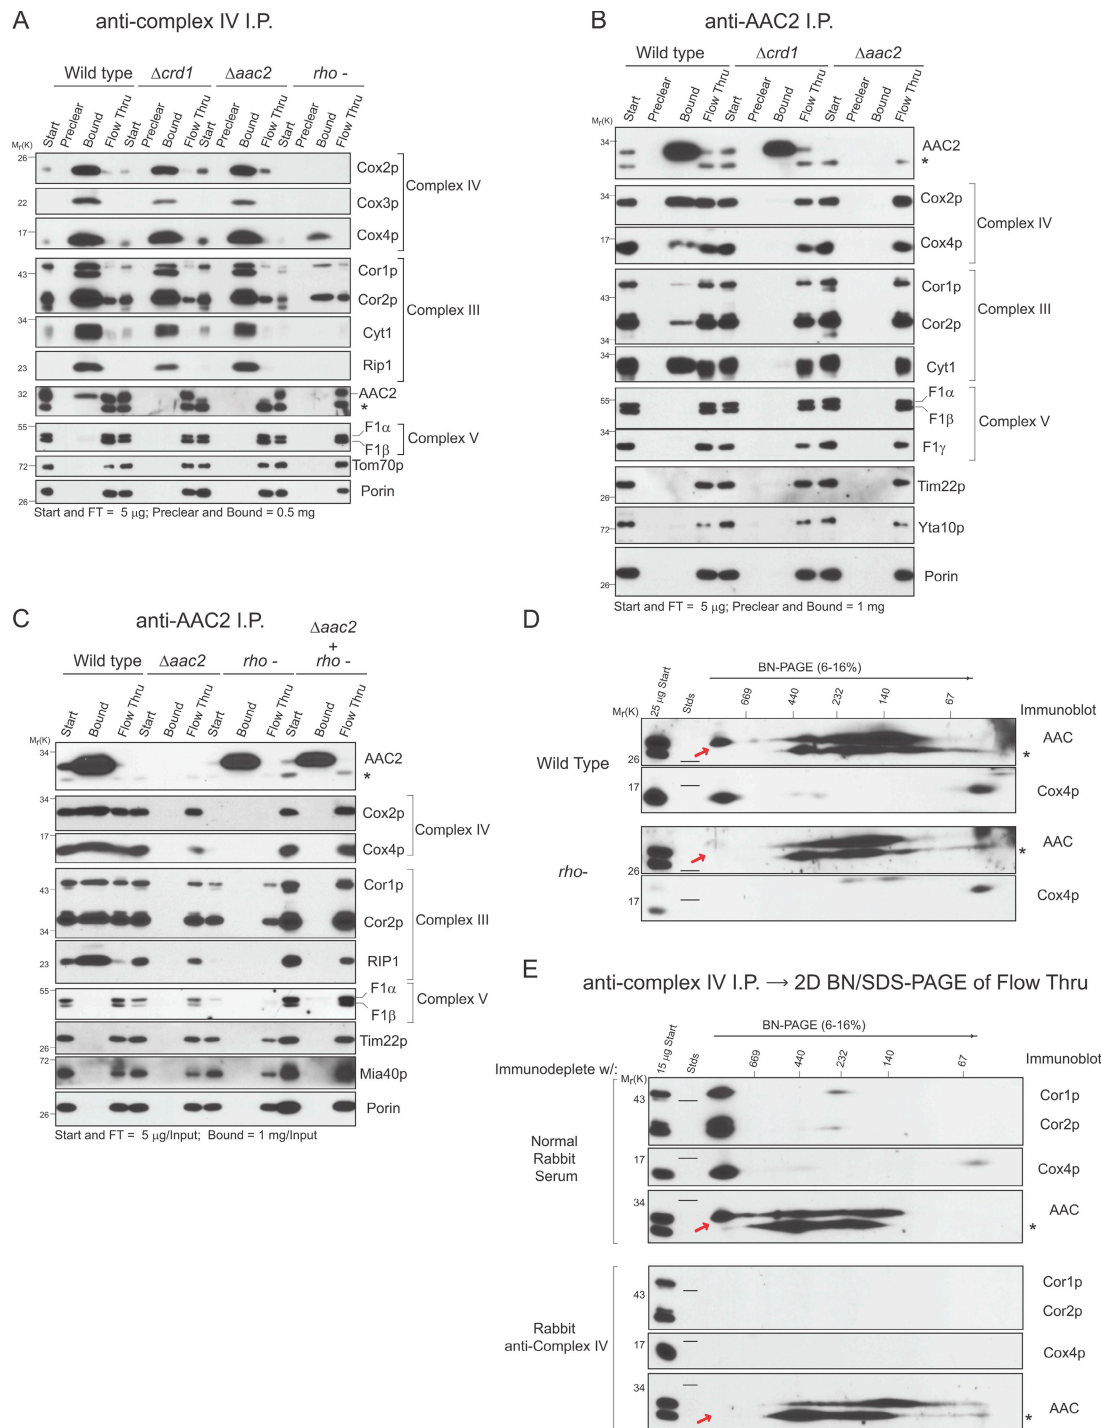 A
anti-complex IV I.P.
Wild type
Δcrd1
Δaac2
rho -
Start
Preclear
Bound
Flow Thru
Start
Preclear
Bound
Flow Thru
Start
Preclear
Bound
Flow Thru
Start
Preclear
Bound
Flow Thru
Mr(K)
26
Cox2p
22
Cox3p
17
Cox4p
Complex IV
Cor1p
43
Cor2p
34
Cyt1
23
Rip1
Complex III
32
AAC2
*
55
F1α
F1β
Complex V
72
Tom70p
26
Porin
Start and FT = 5 μg; Preclear and Bound = 0.5 mg
B
anti-AAC2 I.P.
Wild type
Δcrd1
Δaac2
Start
Preclear
Bound
Flow Thru
Start
Preclear
Bound
Flow Thru
Start
Preclear
Bound
Flow Thru
Mr(K)
34
AAC2
*
34
Cox2p
17
Cox4p
Complex IV
Cor1p
43
Cor2p
34
34
Cyt1
Complex III
55
F1α
F1β
34
F1γ
Complex V
26
Tim22p
72
Yta10p
26
Porin
Start and FT = 5 μg; Preclear and Bound = 1 mg
C
anti-AAC2 I.P.
Wild type
Δaac2
rho -
Δaac2
+
rho -
Start
Bound
Flow Thru
Start
Bound
Flow Thru
Start
Bound
Flow Thru
Start
Bound
Flow Thru
Mr(K)
34
AAC2
*
34
Cox2p
17
Cox4p
Complex IV
Cor1p
43
Cor2p
34
23
RIP1
Complex III
55
F1α
F1β
Complex V
26
Tim22p
72
Mia40p
26
Porin
Start and FT = 5 μg/Input; Bound = 1 mg/Input
D
25 μg Start
Stds
BN-PAGE (6-16%)
669
440
232
140
67
Mr(K)
Immunoblot
Wild Type
26
AAC
*
17
Cox4p
rho-
26
AAC
*
17
Cox4p
E
anti-complex IV I.P. → 2D BN/SDS-PAGE of Flow Thru
15 μg Start
Stds
BN-PAGE (6-16%)
669
440
232
140
67
Immunodeplete w/:
Mr(K)
Immunoblot
Normal
Rabbit
Serum
43
Cor1p
Cor2p
17
Cox4p
34
AAC
*
Rabbit
anti-Complex IV
43
Cor1p
Cor2p
17
Cox4p
34
AAC
*